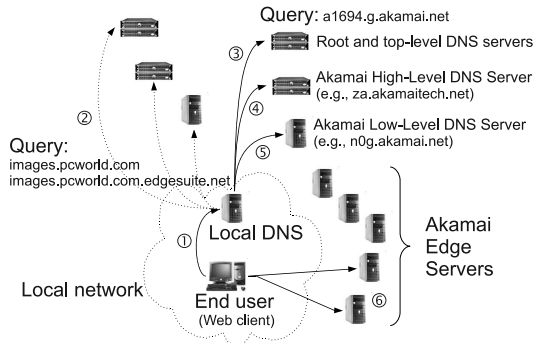 Query: a1694.g.akamai.net
③ Root and top-level DNS servers
④ Akamai High-Level DNS Server
(e.g., za.akamaitech.net)
②
Akamai Low-Level DNS Server
(e.g., n0g.akamai.net)
⑤
Query:
images.pcworld.com
images.pcworld.com.edgesuite.net
①
Local DNS
Akamai
Edge
Servers
Local network
End user
(Web client)
⑥